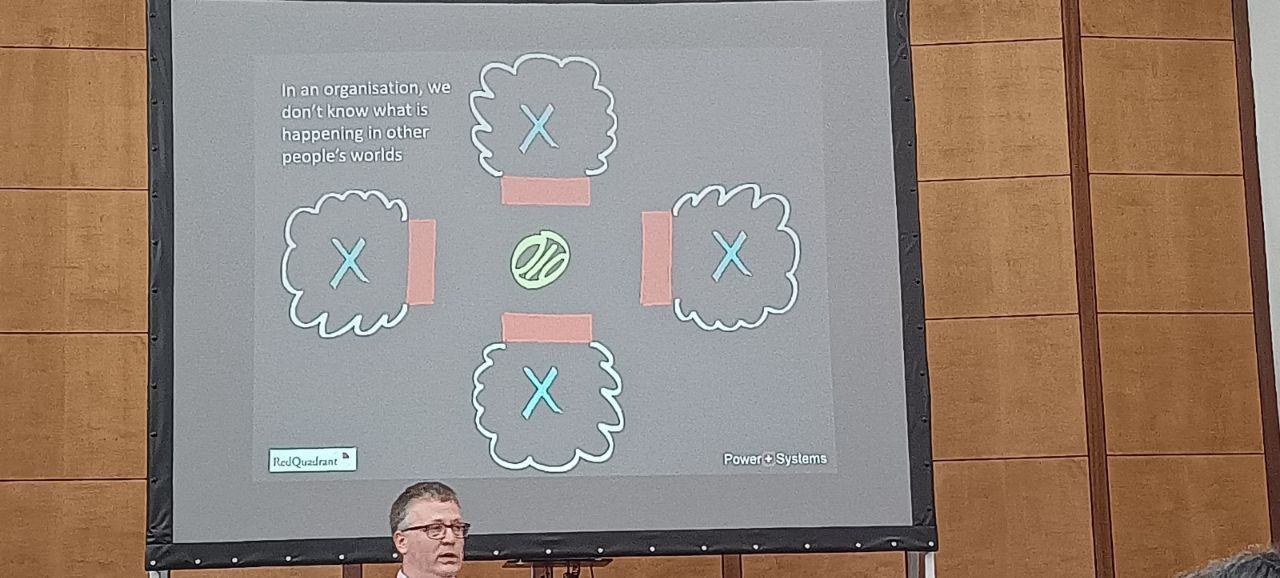 In an organisation, we
don't know what is
happening in other
people's worlds
X
X
X
X
RedQuadrant
Power+Systems